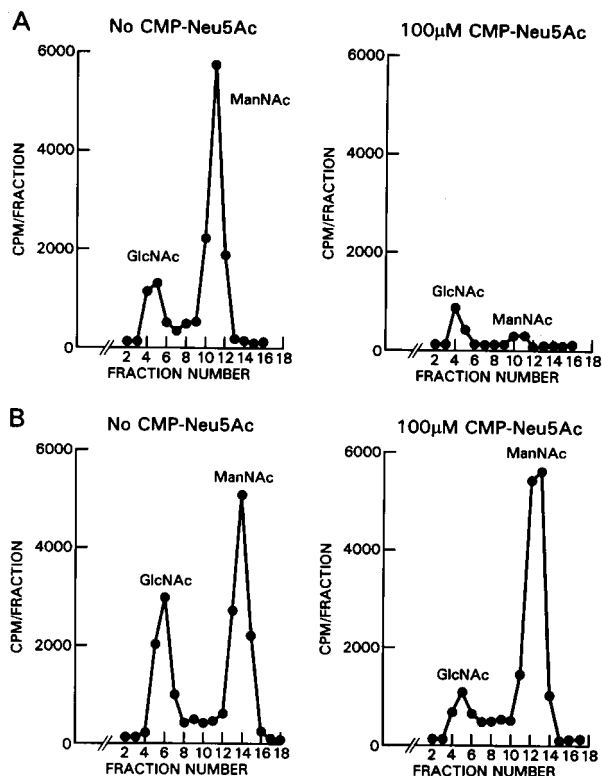 A
No CMP-Neu5Ac
100μM CMP-Neu5Ac
6000
4000
2000
0
CPM/FRACTION
GlcNAc
ManNAc
2 4 6 8 10 12 14 16 18
FRACTION NUMBER
6000
4000
2000
0
CPM/FRACTION
GlcNAc
ManNAc
2 4 6 8 10 12 14 16 18
FRACTION NUMBER
B
No CMP-Neu5Ac
100μM CMP-Neu5Ac
6000
4000
2000
0
CPM/FRACTION
GlcNAc
ManNAc
2 4 6 8 10 12 14 16 18
FRACTION NUMBER
6000
4000
2000
0
CPM/FRACTION
GlcNAc
ManNAc
2 4 6 8 10 12 14 16 18
FRACTION NUMBER